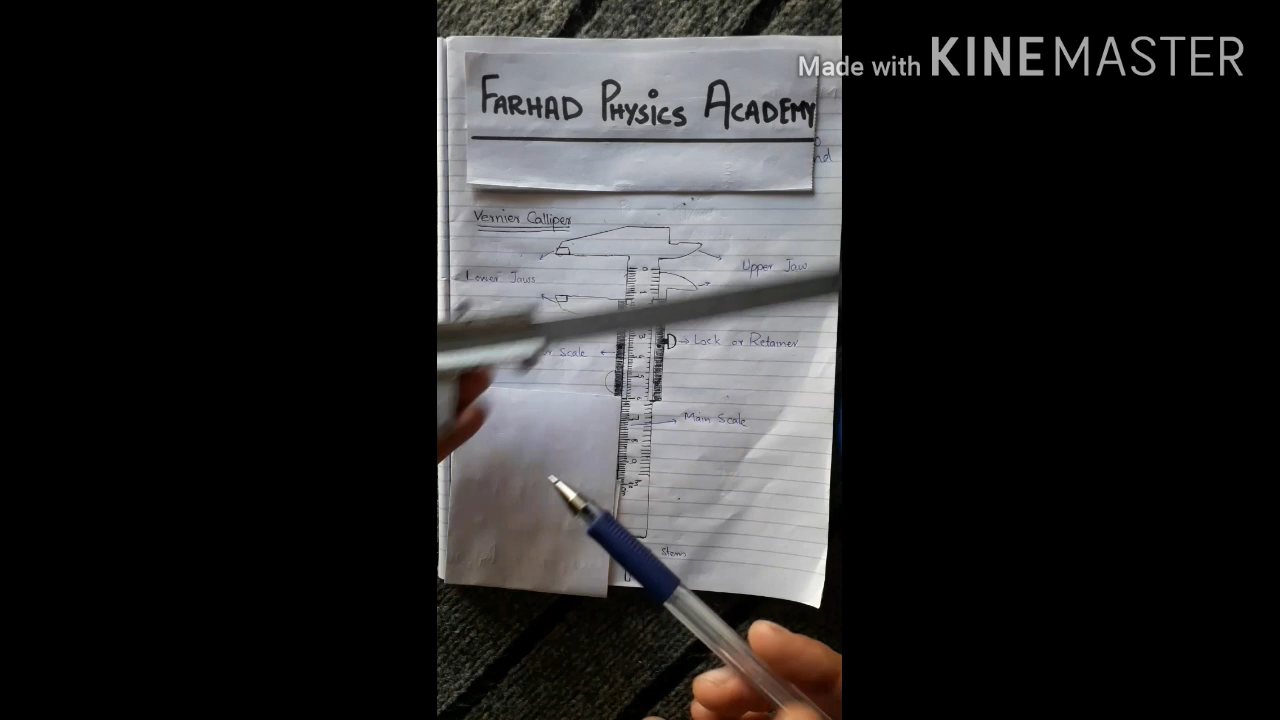 Made with KINEMASTER
FARHAD PHYSICS ACADEMY
nd
Vernier Calliper
Lower Jaws
Upper Jaw
Lock or Retainer
Scale
Main Scale
Stem